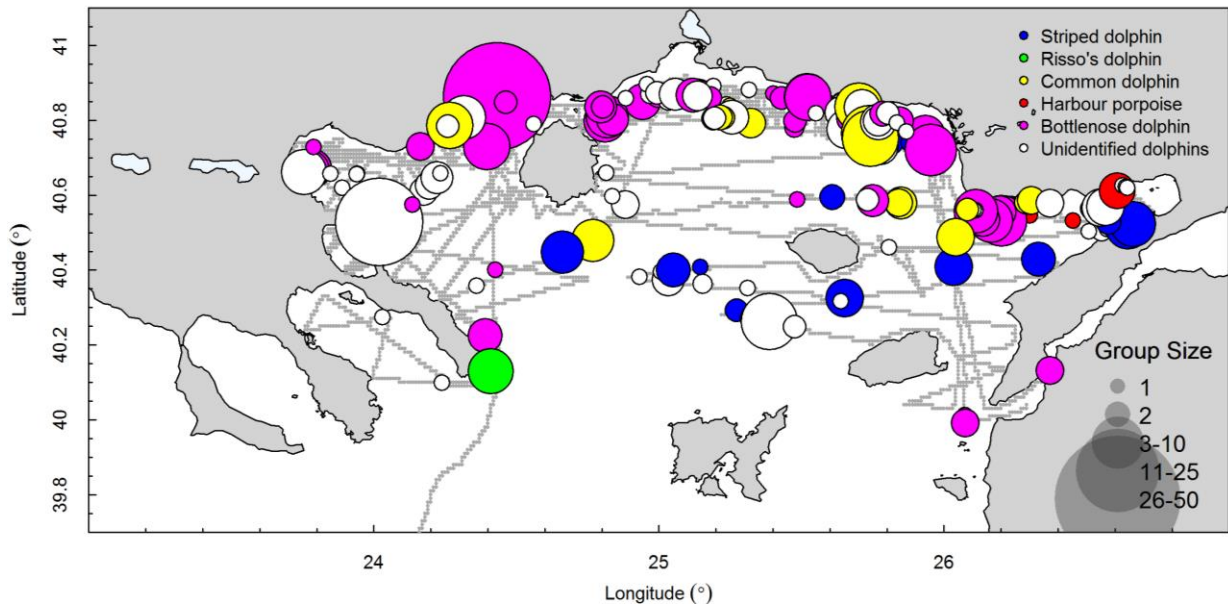 41
40.8
40.6
40.4
40.2
40
39.8
Latitude (°)
24
25
26
Longitude (°)
Striped dolphin
Risso's dolphin
Common dolphin
Harbour porpoise
Bottlenose dolphin
Unidentified dolphins
Group Size
1
2
3-10
11-25
26-50